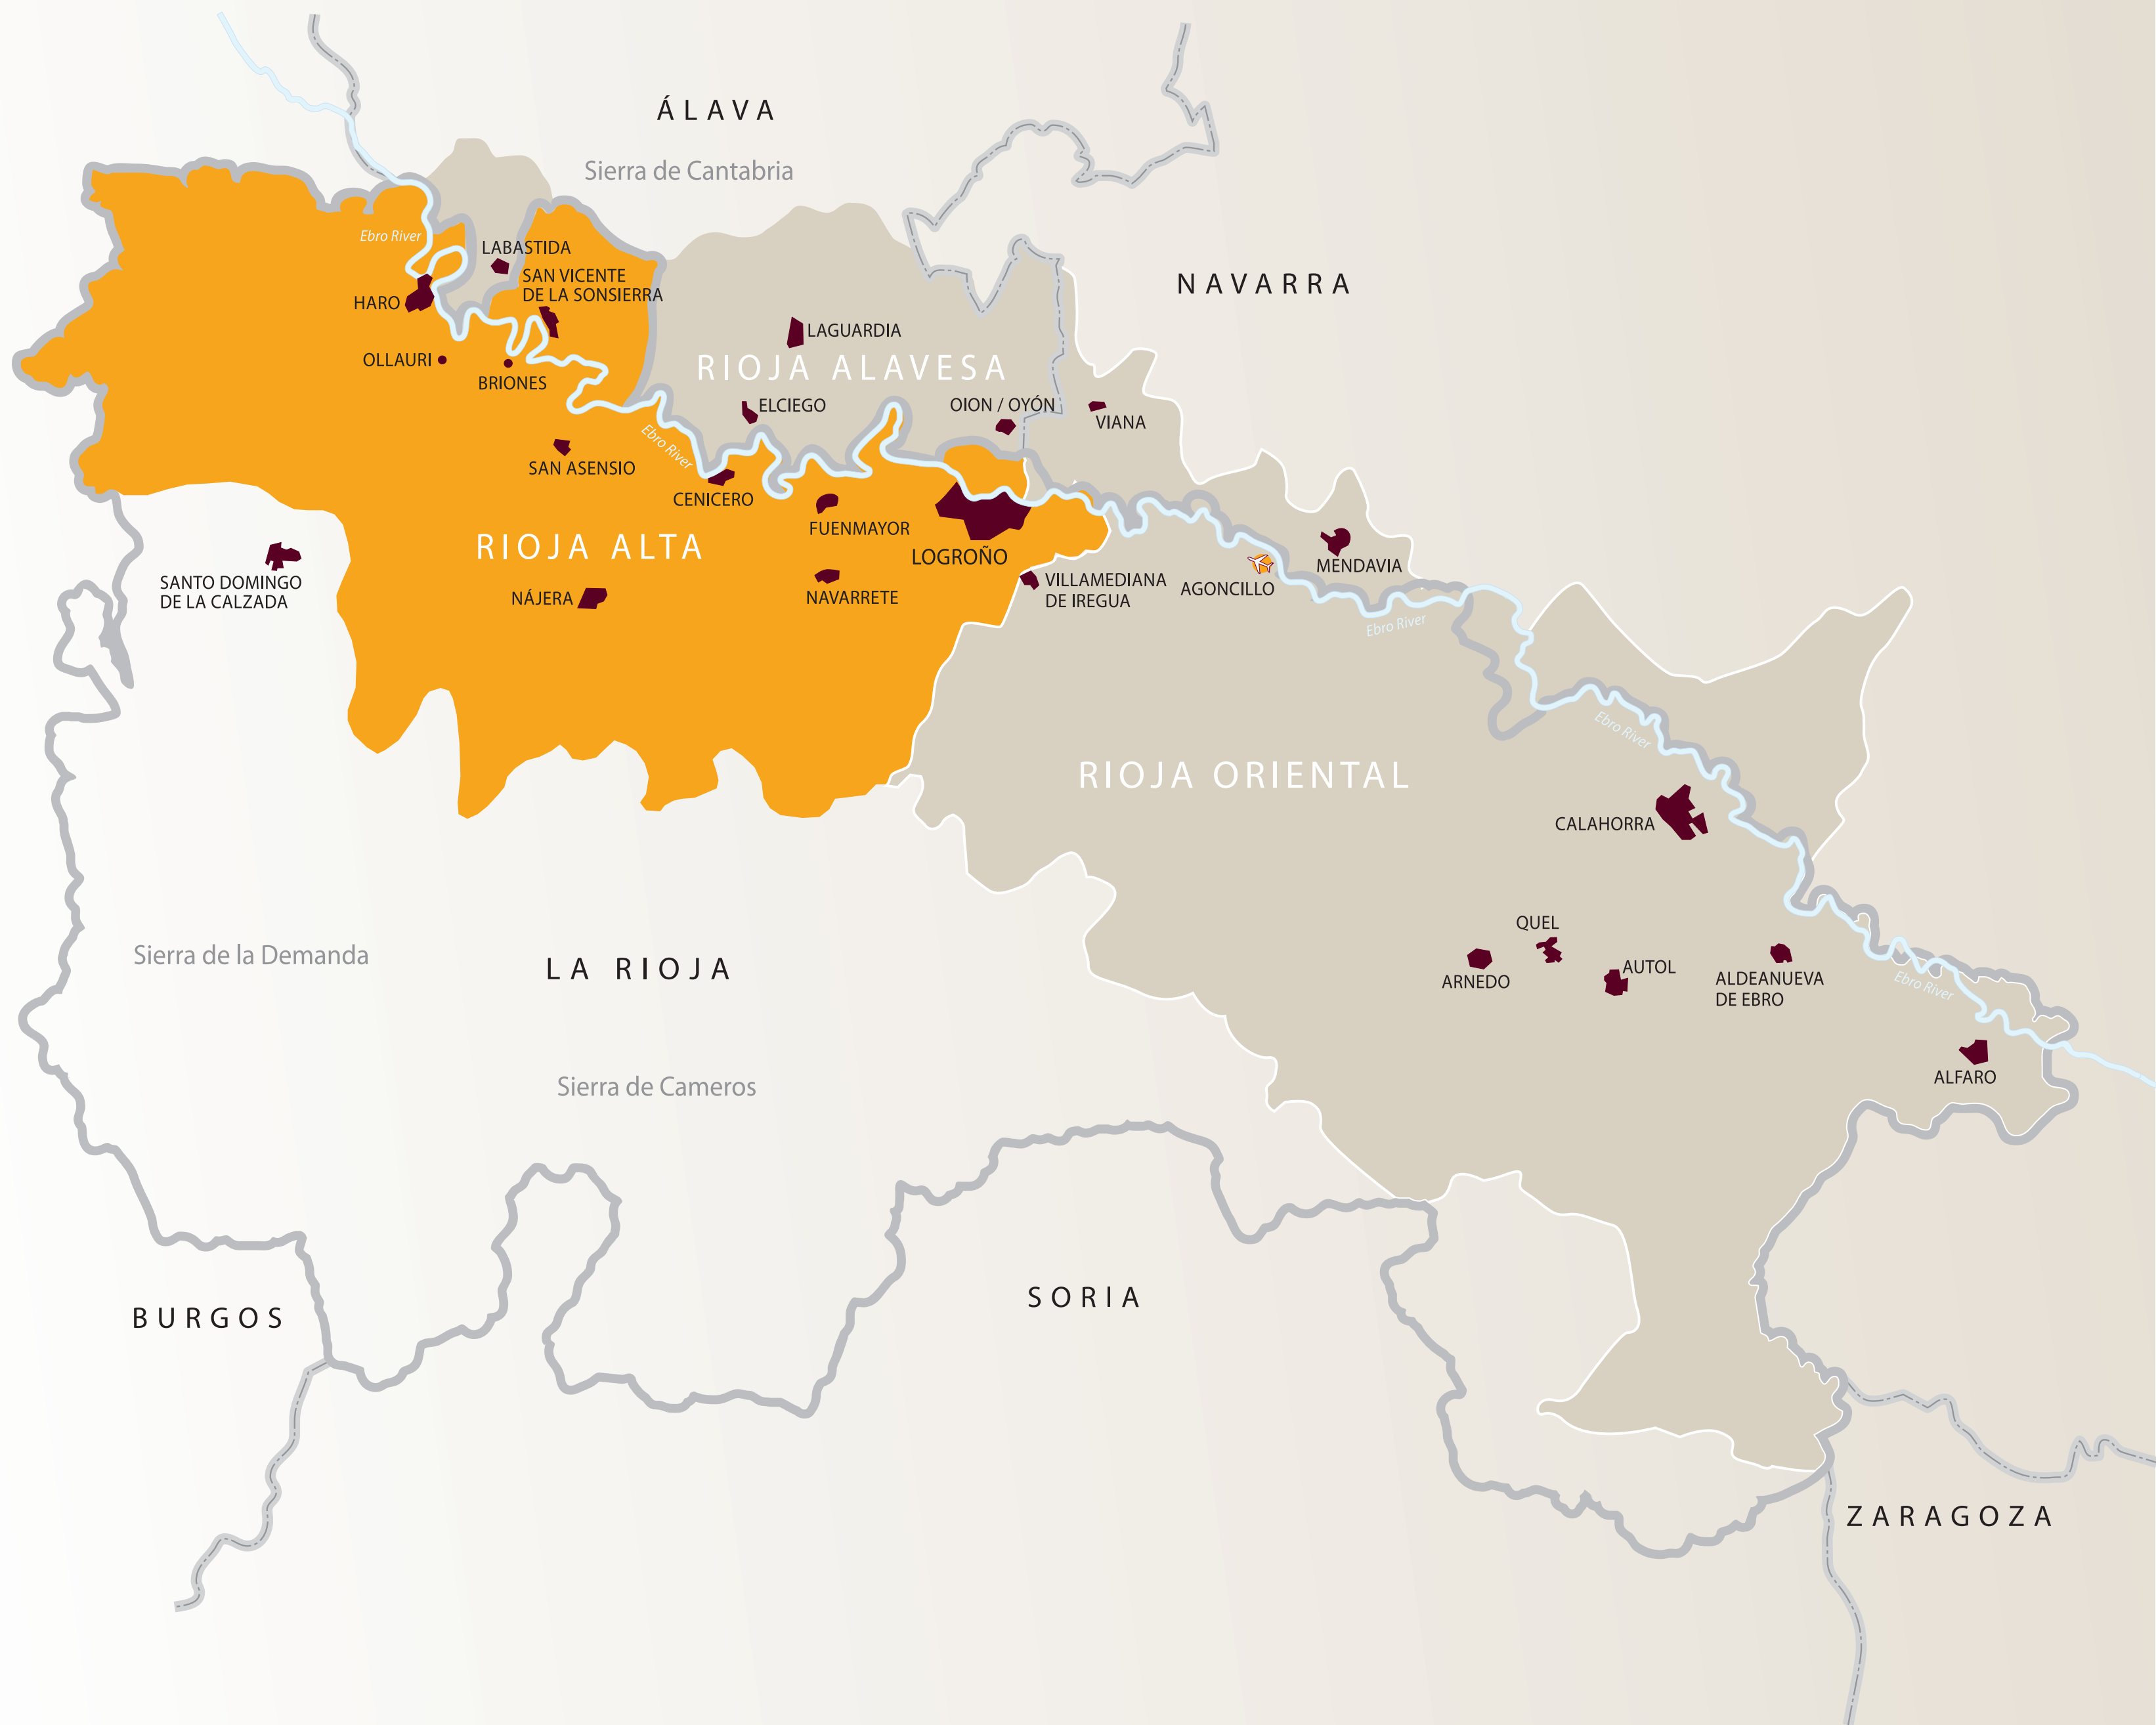 ÁLAVA
Sierra de Cantabria
Ebro River
LABASTIDA
SAN VICENTE
DE LA SONSIERRA
NAVARRA
HARO
LAGUARDIA
OLLAURI
RIOJA ALAVESA
BRIONES
ELCIEGO
OION / OYÓN
VIANA
Ebro River
SAN ASENSIO
CENICERO
FUENMAYOR
RIOJA ALTA
LOGROÑO
MENDAVIA
SANTO DOMINGO
DE LA CALZADA
NÁJERA
NAVARRETE
VILLAMEDIANA
DE IREGUA
AGONCILLO
Ebro River
Ebro River
RIOJA ORIENTAL
CALAHORRA
QUEL
Sierra de la Demanda
LA RIOJA
ARNEDO
AUTOL
ALDEANUEVA
DE EBRO
Ebro River
ALFARO
Sierra de Cameros
SORIA
BURGOS
ZARAGOZA